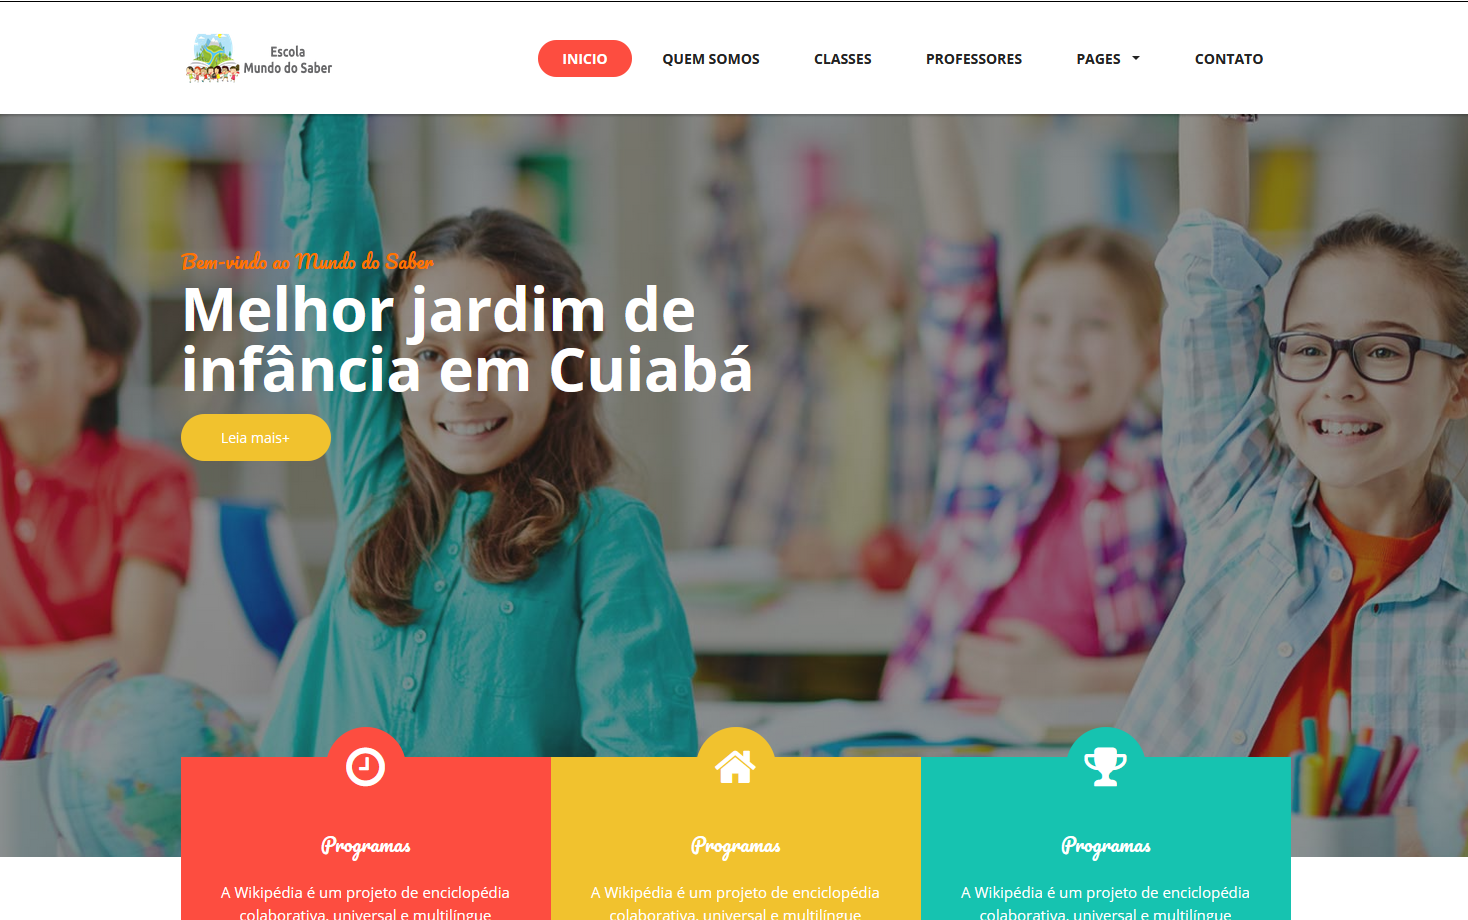 Escola
Mundo do Saber
INICIO
QUEM SOMOS
CLASSES
PROFESSORES
PAGES
CONTATO
Bem-vindo ao Mundo do Saber
Melhor jardim de
infância em Cuiabá
Leia mais+
Programas
A Wikipédia é um projeto de enciclopédia
colaborativa, universal e multilíngue
Programas
A Wikipédia é um projeto de enciclopédia
colaborativa, universal e multilíngue
Programas
A Wikipédia é um projeto de enciclopédia
colaborativa, universal e multilíngue